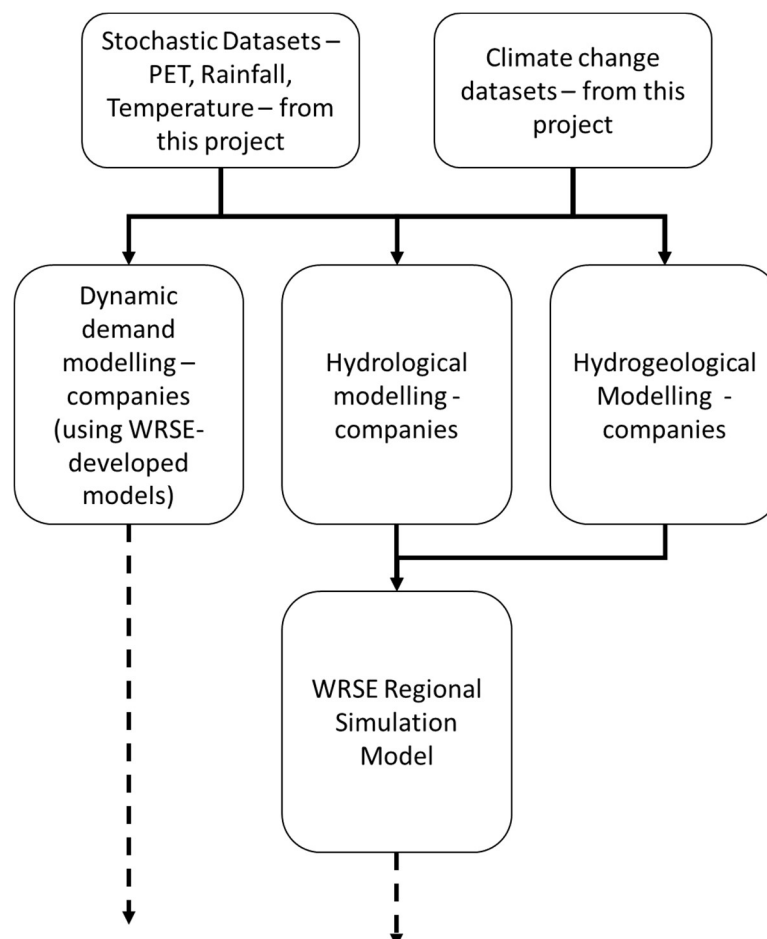 Stochastic Datasets –
PET, Rainfall,
Temperature – from
this project
Climate change
datasets – from this
project
Dynamic
demand
modelling –
companies
(using WRSE-
developed
models)
Hydrological
modelling -
companies
Hydrogeological
Modelling -
companies
WRSE Regional
Simulation
Model